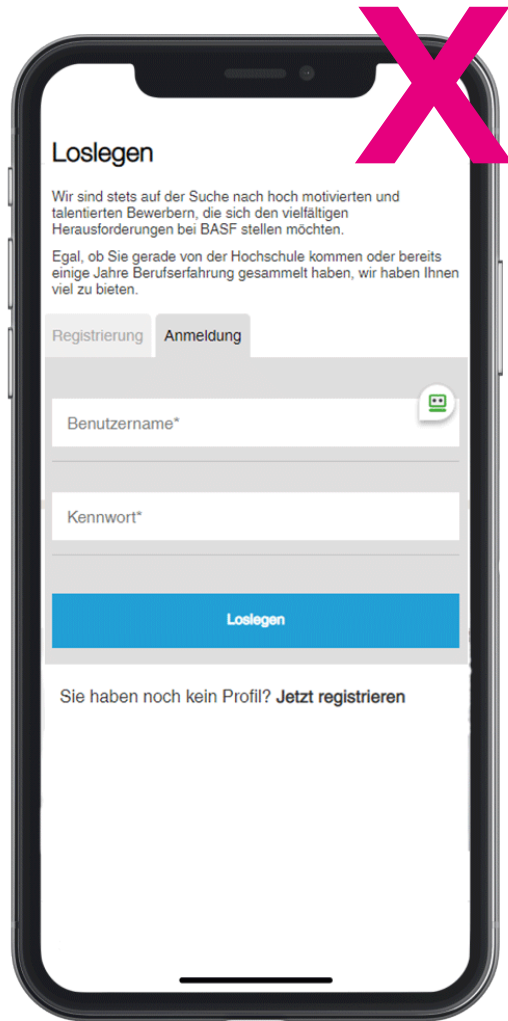 X
Loslegen
Wir sind stets auf der Suche nach hoch motivierten und
talentierten Bewerbern, die sich den vielfältigen
Herausforderungen bei BASF stellen möchten.
Egal, ob Sie gerade von der Hochschule kommen oder bereits
einige Jahre Berufserfahrung gesammelt haben, wir haben Ihnen
viel zu bieten.
Registrierung Anmeldung
Benutzername*
Kennwort*
Loslegen
Sie haben noch kein Profil? Jetzt registrieren